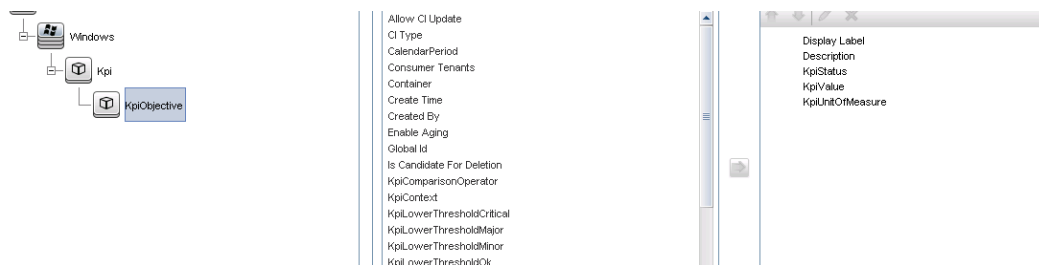 Windows
Kpi
KpiObjective
Allow CI Update
CI Type
CalendarPeriod
Consumer Tenants
Container
Create Time
Created By
Enable Aging
Global Id
Is Candidate For Deletion
KpiComparisonOperator
KpiContext
KpiLowerThresholdCritical
KpiLowerThresholdMajor
KpiLowerThresholdMinor
KpiLowerThresholdOk
Display Label
Description
KpiStatus
KpiValue
KpiUnitOfMeasure